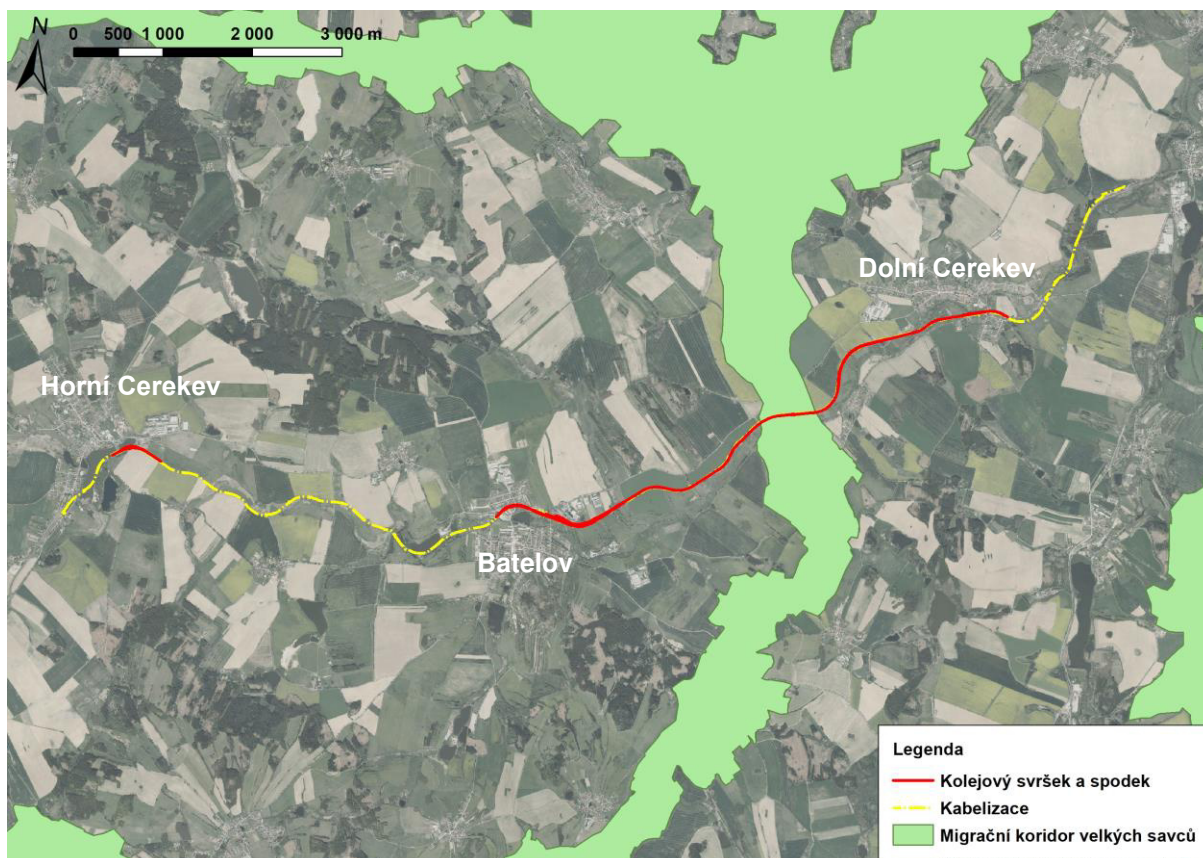 N
0 500 1 000 2 000 3 000 m
Dolní Cerekev
Horní Cerekev
Batelov
Legenda
Kolejový svršek a spodek
Kabelizace
Migrační koridor velkých savců